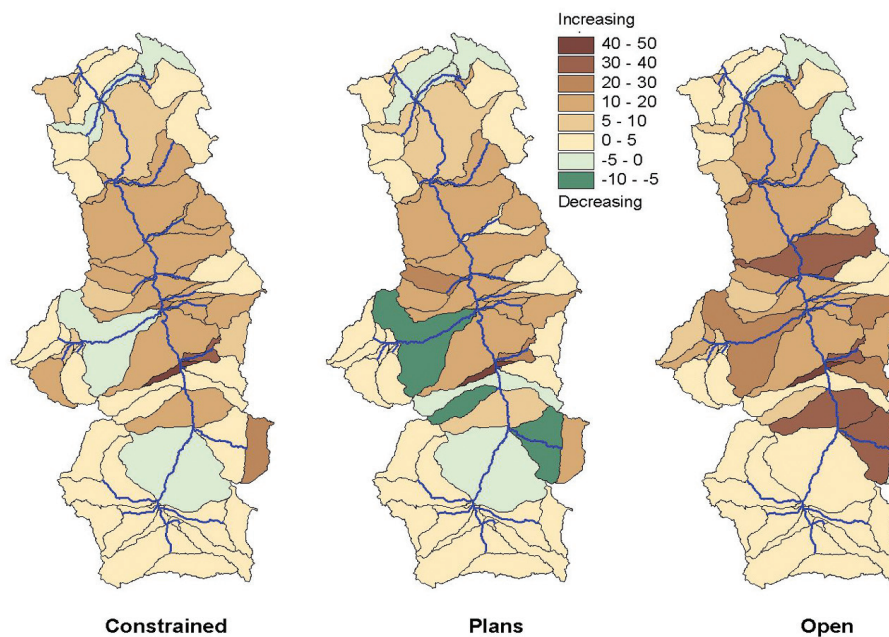 Increasing
40 - 50
30 - 40
20 - 30
10 - 20
5 - 10
0 - 5
-5 - 0
-10 - -5
Decreasing
Constrained
Plans
Open